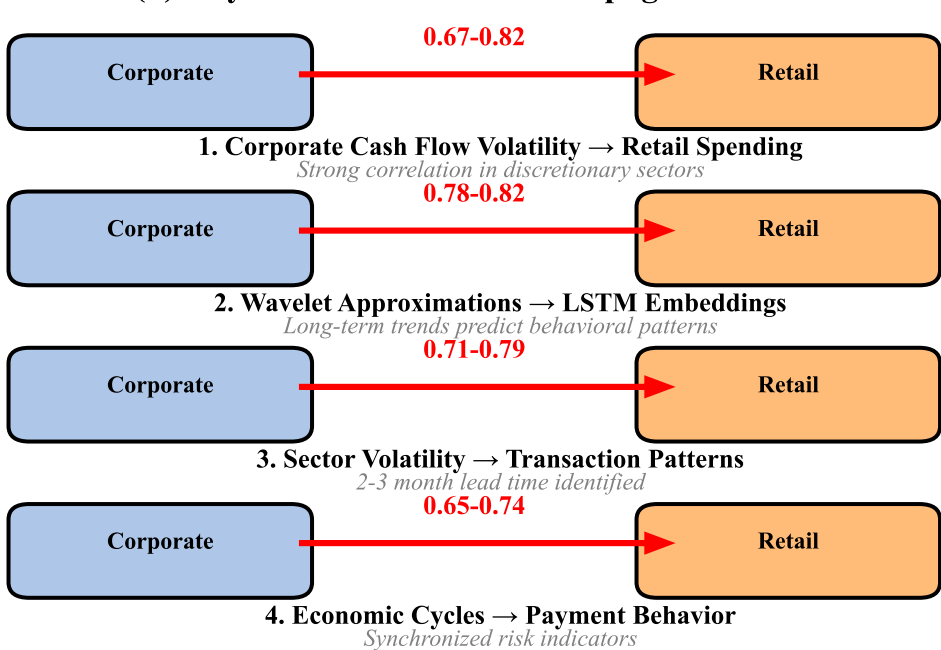 0.67-0.82
Corporate Retail
1. Corporate Cash Flow Volatility → Retail Spending
Strong correlation in discretionary sectors
0.78-0.82
Corporate Retail
2. Wavelet Approximations → LSTM Embeddings
Long-term trends predict behavioral patterns
0.71-0.79
Corporate Retail
3. Sector Volatility → Transaction Patterns
2-3 month lead time identified
0.65-0.74
Corporate Retail
4. Economic Cycles → Payment Behavior
Synchronized risk indicators